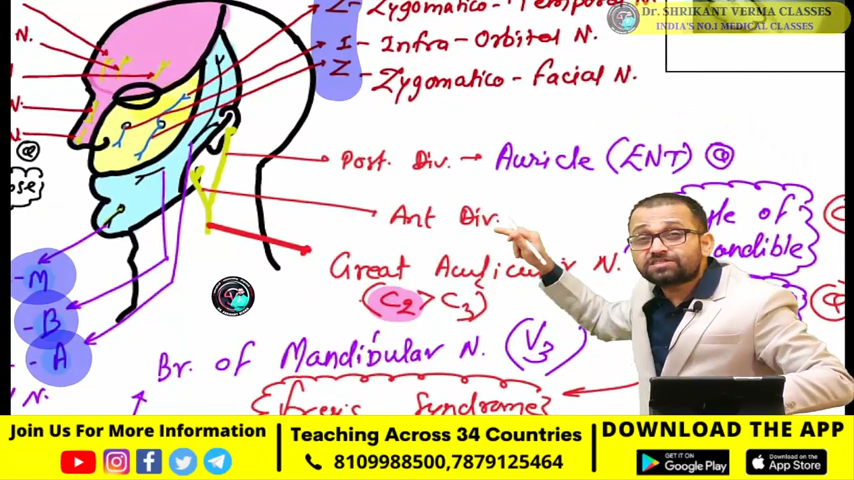 Z - Zygomatico - Temporal N.
I - Infra - Orbital N.
Z - Zygomatico - Facial N.
N.
N.
N.
Dr. SHRIKANT VERMA CLASSES
INDIA'S NO.1 MEDICAL CLASSES
Post. Div. → Auricle (ENT)
Ant Div.
Great Auricular N.
(C2 > C3)
of
Mandible
- M
- B
- A
N.
Br. of Mandibular N. (V3)
Frey's Syndrome
Join Us For More Information
Teaching Across 34 Countries
8109988500,7879125464
DOWNLOAD THE APP
GET IT ON
Google Play
Download on the
App Store